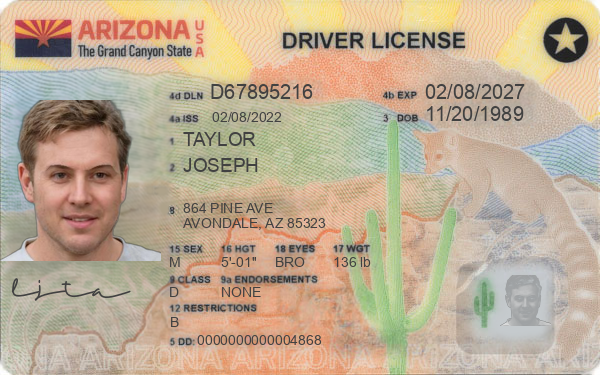 ARIZONA USA
The Grand Canyon State
DRIVER LICENSE
4d DLN D67895216
4b EXP 02/08/2027
4a ISS 02/08/2022
3 DOB 11/20/1989
1 TAYLOR
2 JOSEPH
8 864 PINE AVE
AVONDALE, AZ 85323
15 SEX 16 HGT 18 EYES 17 WGT
M 5'-01" BRO 136 lb
9 CLASS 9a ENDORSEMENTS
D NONE
12 RESTRICTIONS
B
5 DD: 0000000000004868
ARIZONA ARIZONA ARIZONA ARIZONA